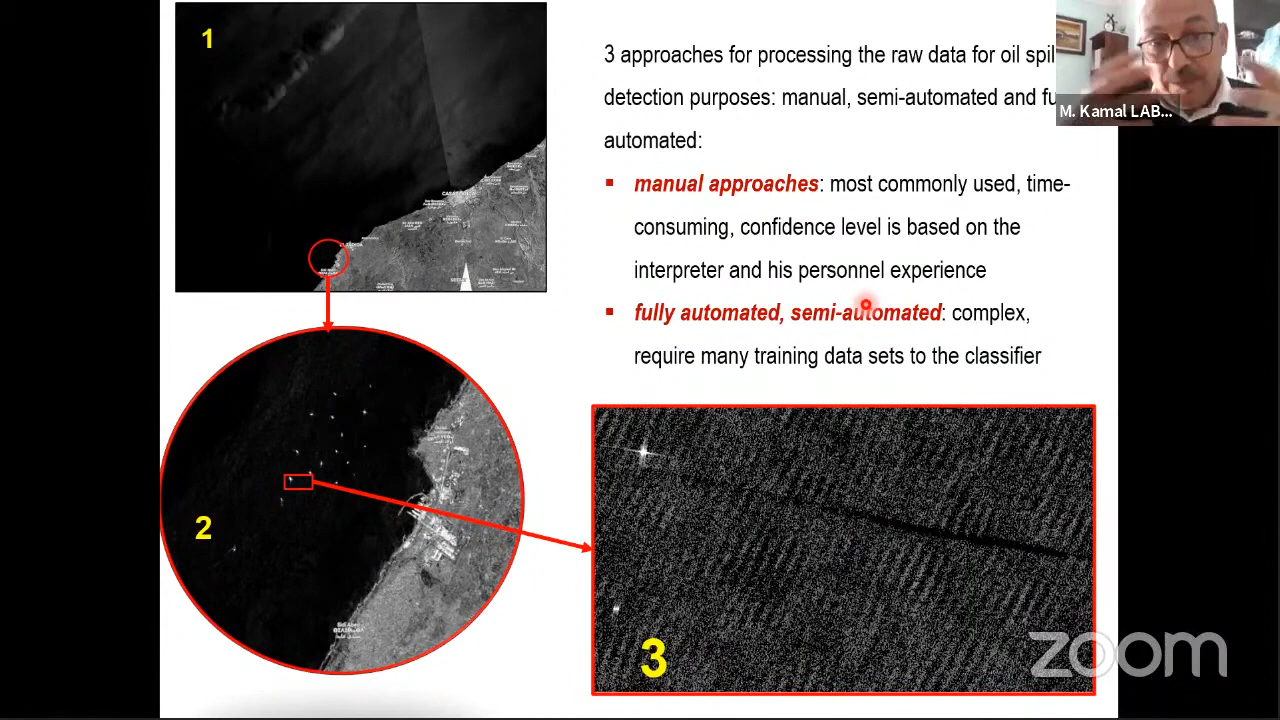 1
3 approaches for processing the raw data for oil spil
detection purposes: manual, semi-automated and fu
automated:
M. Kamal LAB...
▪ manual approaches: most commonly used, time-
consuming, confidence level is based on the
interpreter and his personnel experience
▪ fully automated, semi-automated: complex,
require many training data sets to the classifier
2
3
zoom